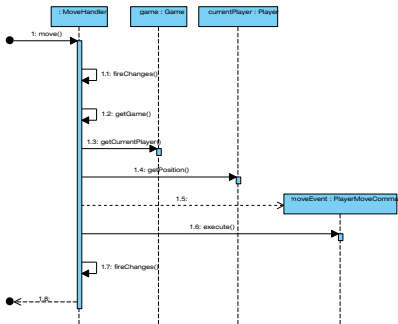 : MoveHandler
game : Game
currentPlayer : Player
1: move()
1.1: fireChanges()
1.2: getGame()
1.3: getCurrentPlayer()
1.4: getPosition()
1.5:
moveEvent : PlayerMoveComma
1.6: execute()
1.7: fireChanges()
1.8: